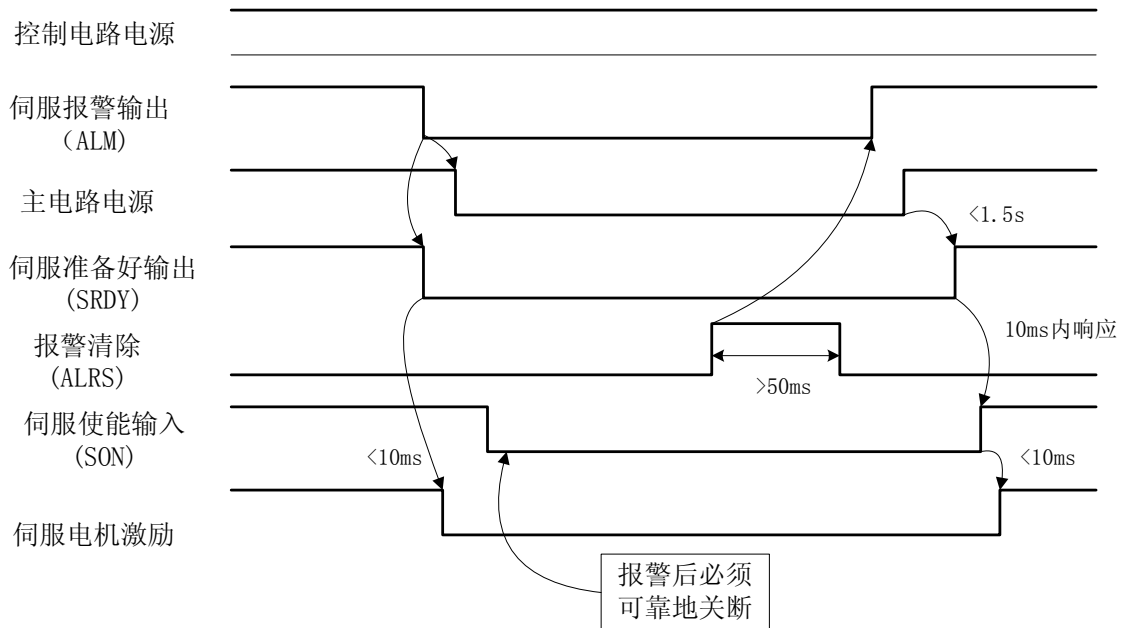 控制电路电源
伺服报警输出
（ALM）
主电路电源
<1.5s
伺服准备好输出
(SRDY)
10ms内响应
报警清除
(ALRS)
>50ms
伺服使能输入
(SON)
<10ms
<10ms
伺服电机激励
报警后必须
可靠地关断